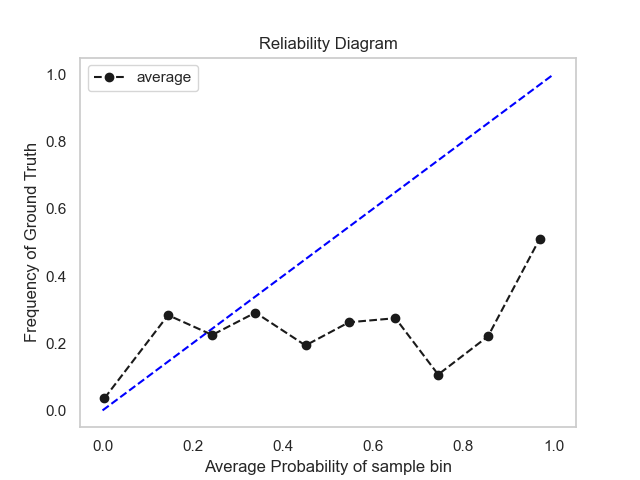 Reliability Diagram
average
Frequency of Ground Truth
1.0
0.8
0.6
0.4
0.2
0.0
0.0 0.2 0.4 0.6 0.8 1.0
Average Probability of sample bin